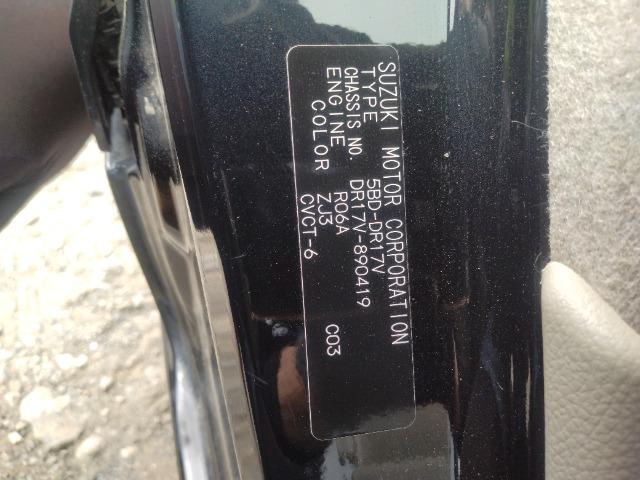 SUZUKI MOTOR CORPORATION
TYPE 5BD-DR17V
CHASSIS NO. DR17V-890419
ENGINE R06A
COLOR ZJ3 C03
CVCT-6